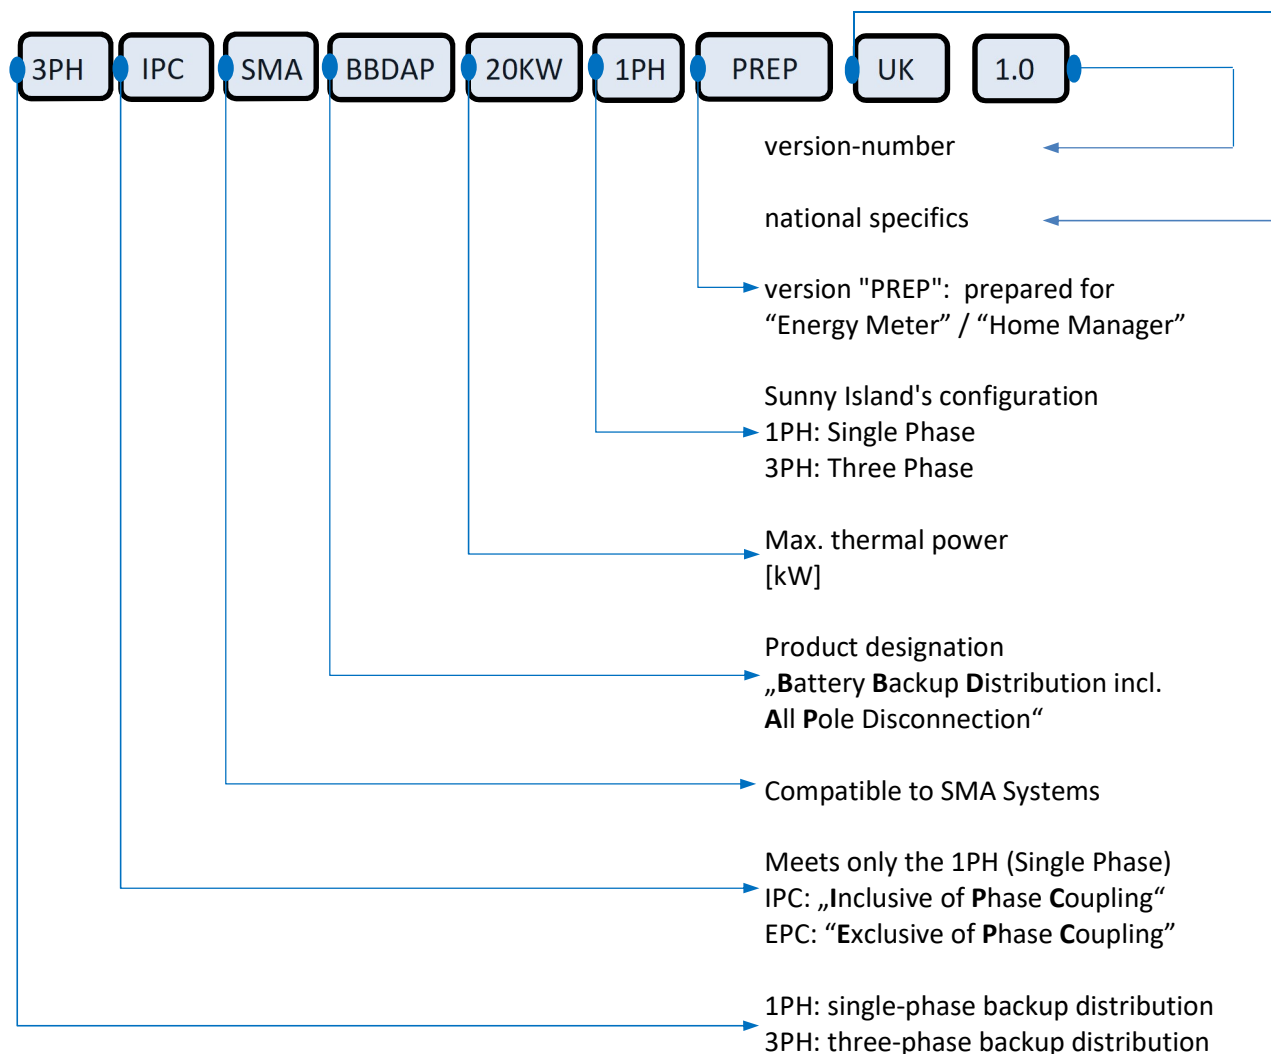 3PH IPC SMA BBDAP 20KW 1PH PREP UK 1.0
version-number
national specifics
version "PREP":  prepared for
“Energy Meter” / “Home Manager”
Sunny Island's configuration
1PH: Single Phase
3PH: Three Phase
Max. thermal power
[kW]
Product designation
„Battery Backup Distribution incl.
All Pole Disconnection“
Compatible to SMA Systems
Meets only the 1PH (Single Phase)
IPC: „Inclusive of Phase Coupling“
EPC: “Exclusive of Phase Coupling”
1PH: single-phase backup distribution
3PH: three-phase backup distribution